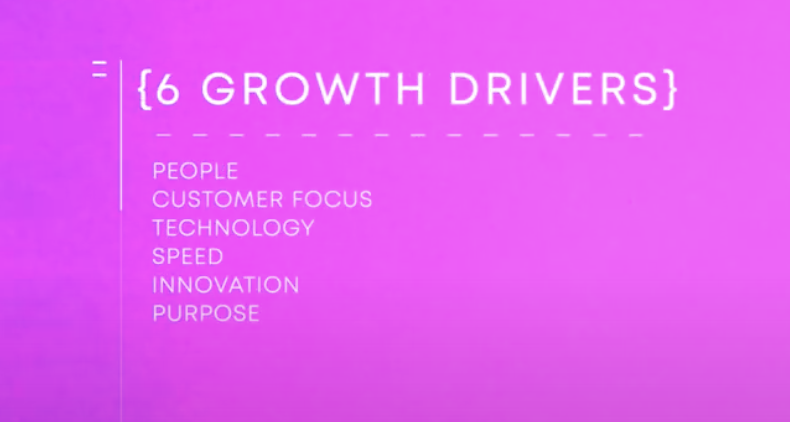 {6 GROWTH DRIVERS}
PEOPLE
CUSTOMER FOCUS
TECHNOLOGY
SPEED
INNOVATION
PURPOSE